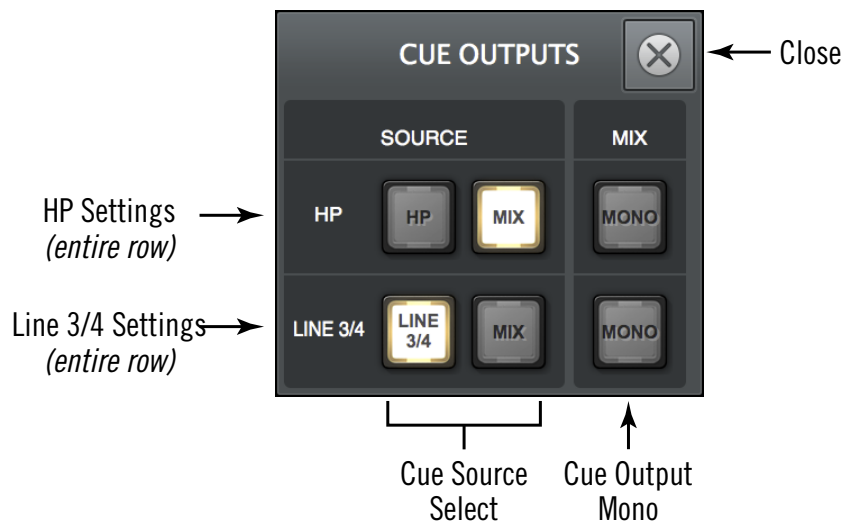 CUE OUTPUTS
Close
SOURCE
MIX
HP Settings
(entire row)
HP
HP
MIX
MONO
Line 3/4 Settings
(entire row)
LINE 3/4
LINE
3/4
MIX
MONO
Cue Source
Select
Cue Output
Mono